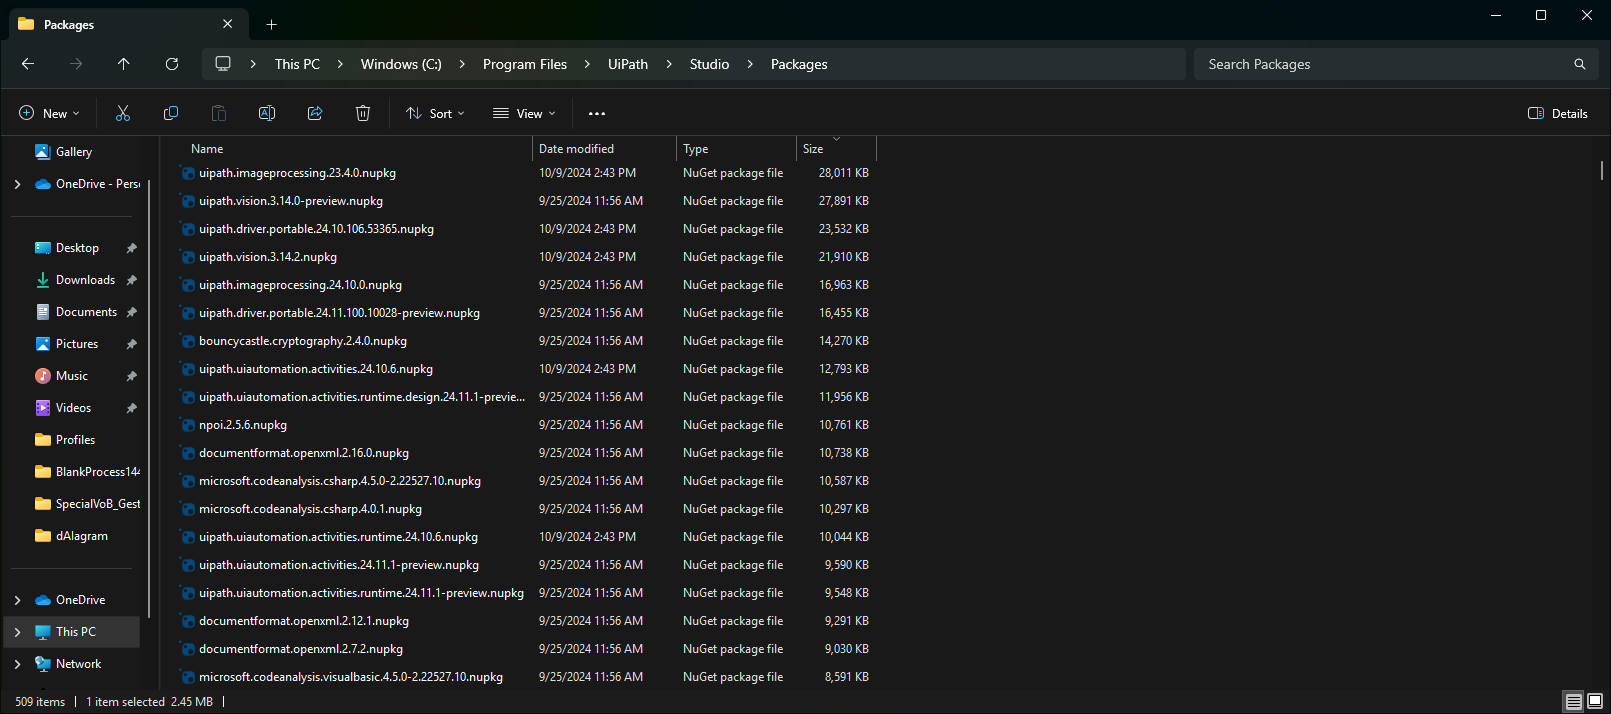 Packages
This PC > Windows (C:) > Program Files > UiPath > Studio > Packages
Search Packages
New
Sort
View
Details
Gallery
OneDrive - Pers
Desktop
Downloads
Documents
Pictures
Music
Videos
Profiles
BlankProcess144
SpecialVoB_Gest
dAIagram
OneDrive
This PC
Network
Name Date modified Type Size
uipath.imageprocessing.23.4.0.nupkg 10/9/2024 2:43 PM NuGet package file 28,011 KB
uipath.vision.3.14.0-preview.nupkg 9/25/2024 11:56 AM NuGet package file 27,891 KB
uipath.driver.portable.24.10.106.53365.nupkg 10/9/2024 2:43 PM NuGet package file 23,532 KB
uipath.vision.3.14.2.nupkg 10/9/2024 2:43 PM NuGet package file 21,910 KB
uipath.imageprocessing.24.10.0.nupkg 9/25/2024 11:56 AM NuGet package file 16,963 KB
uipath.driver.portable.24.11.100.10028-preview.nupkg 9/25/2024 11:56 AM NuGet package file 16,455 KB
bouncycastle.cryptography.2.4.0.nupkg 9/25/2024 11:56 AM NuGet package file 14,270 KB
uipath.uiautomation.activities.24.10.6.nupkg 10/9/2024 2:43 PM NuGet package file 12,793 KB
uipath.uiautomation.activities.runtime.design.24.11.1-previe... 9/25/2024 11:56 AM NuGet package file 11,956 KB
npoi.2.5.6.nupkg 9/25/2024 11:56 AM NuGet package file 10,761 KB
documentformat.openxml.2.16.0.nupkg 9/25/2024 11:56 AM NuGet package file 10,738 KB
microsoft.codeanalysis.csharp.4.5.0-2.22527.10.nupkg 9/25/2024 11:56 AM NuGet package file 10,587 KB
microsoft.codeanalysis.csharp.4.0.1.nupkg 9/25/2024 11:56 AM NuGet package file 10,297 KB
uipath.uiautomation.activities.runtime.24.10.6.nupkg 10/9/2024 2:43 PM NuGet package file 10,044 KB
uipath.uiautomation.activities.24.11.1-preview.nupkg 9/25/2024 11:56 AM NuGet package file 9,590 KB
uipath.uiautomation.activities.runtime.24.11.1-preview.nupkg 9/25/2024 11:56 AM NuGet package file 9,548 KB
documentformat.openxml.2.12.1.nupkg 9/25/2024 11:56 AM NuGet package file 9,291 KB
documentformat.openxml.2.7.2.nupkg 9/25/2024 11:56 AM NuGet package file 9,030 KB
microsoft.codeanalysis.visualbasic.4.5.0-2.22527.10.nupkg 9/25/2024 11:56 AM NuGet package file 8,591 KB
509 items | 1 item selected 2.45 MB |